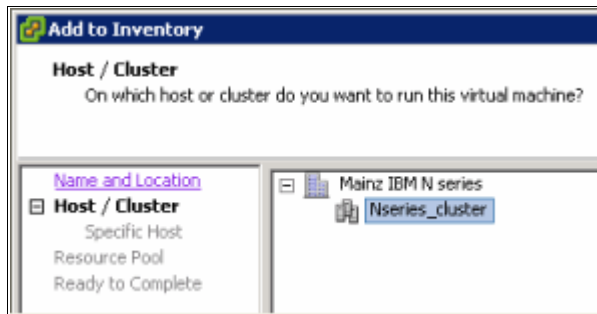 Add to Inventory
Host / Cluster
On which host or cluster do you want to run this virtual machine?
Name and Location
Host / Cluster
Specific Host
Resource Pool
Ready to Complete
Mainz IBM N series
Nseries_cluster